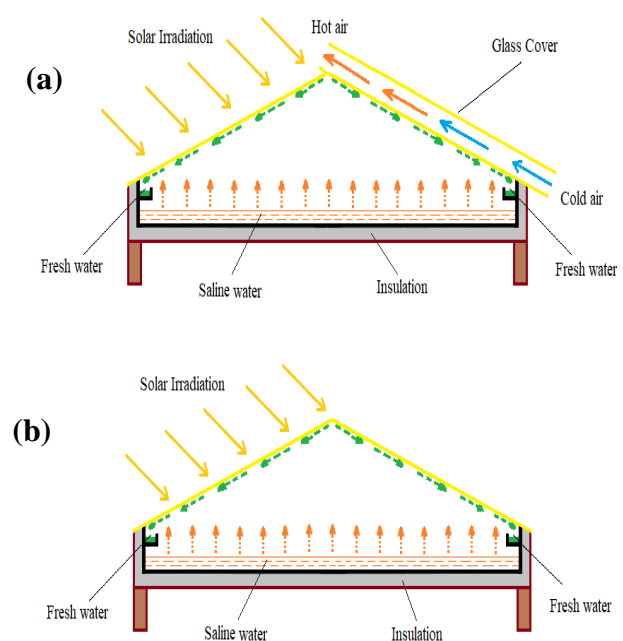 Hot air
Solar Irradiation
Glass Cover
(a)
Cold air
Fresh water
Saline water
Insulation
Fresh water
Solar Irradiation
(b)
Fresh water
Saline water
Insulation
Fresh water